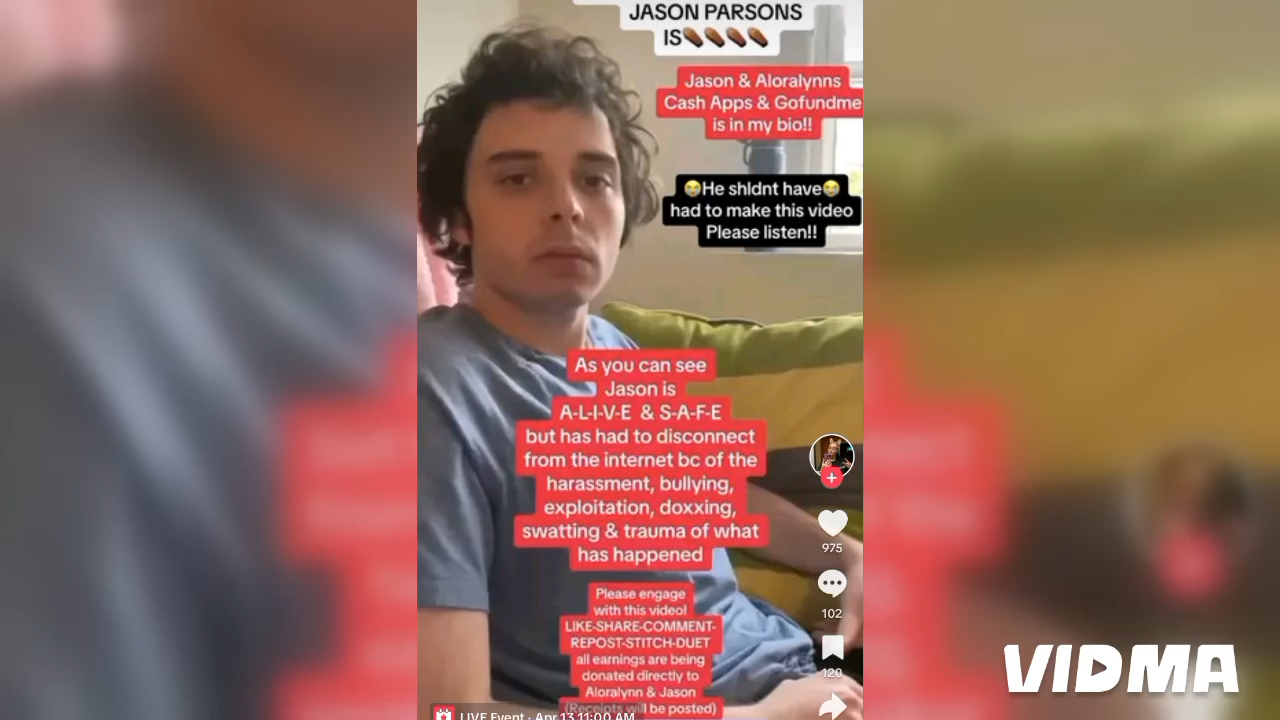 JASON PARSONS
IS⚰️⚰️⚰️⚰️
Jason & Aloralynns
Cash Apps & Gofundme
is in my bio!!
😭He shldnt have😭
had to make this video
Please listen!!
As you can see
Jason is
A-L-I-V-E & S-A-F-E
but has had to disconnect
from the internet bc of the
harassment, bullying,
exploitation, doxxing,
swatting & trauma of what
has happened
Please engage
with this video!
LIKE-SHARE-COMMENT-
REPOST-STITCH-DUET
all earnings are being
donated directly to
Aloralynn & Jason
(Receipts will be posted)
975
102
120
LIVE Event · Apr 13 11:00 AM
VIDMA